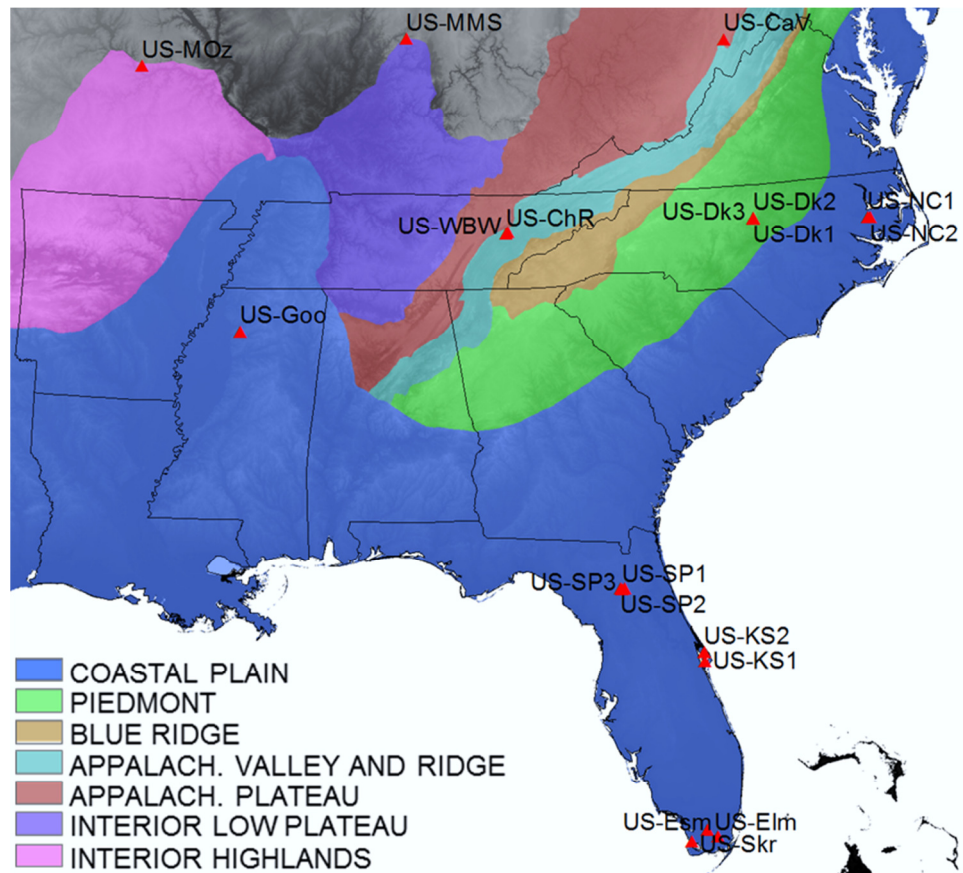 US-MMS
US-CaV
US-MOz
US-Dk2
US-NC1
US-Dk3
US-WBW
US-ChR
US-Dk1
US-NC2
US-Goo
US-SP1
US-SP3
US-SP2
US-KS2
US-KS1
COASTAL PLAIN
PIEDMONT
BLUE RIDGE
APPALACH. VALLEY AND RIDGE
APPALACH. PLATEAU
INTERIOR LOW PLATEAU
INTERIOR HIGHLANDS
US-Esm
US-Elm
US-Skr